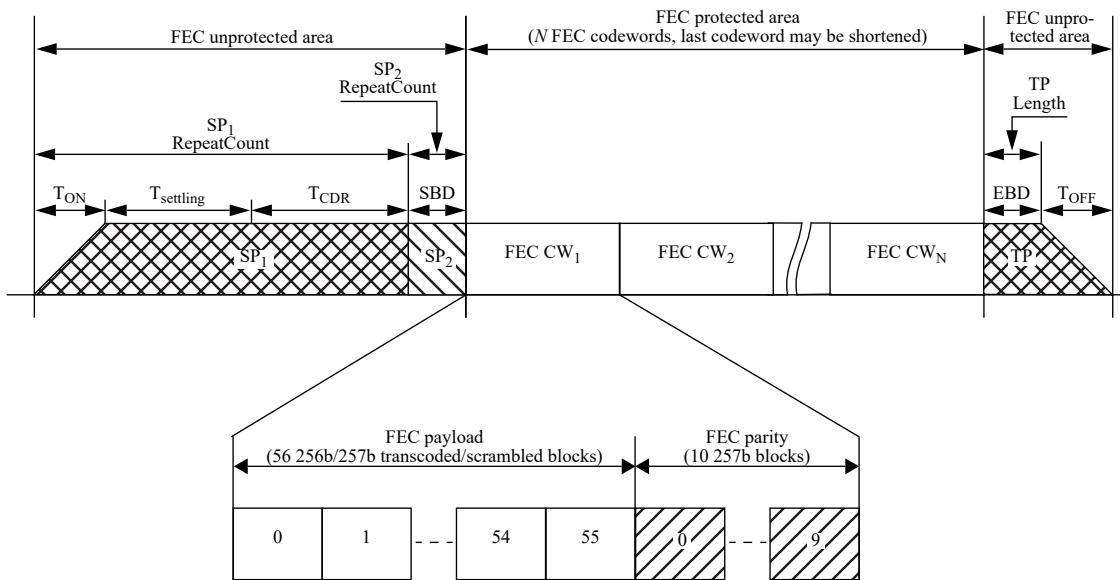 FEC unprotected area
FEC protected area
(N FEC codewords, last codeword may be shortened)
FEC unpro-
tected area
SP2
RepeatCount
TP
Length
SP1
RepeatCount
TON
Tsettling
TCDR
SBD
EBD
TOFF
SP1
SP2
FEC CW1
FEC CW2
FEC CWN
TP
FEC payload
(56 256b/257b transcoded/scrambled blocks)
FEC parity
(10 257b blocks)
0
1
54
55
0
9